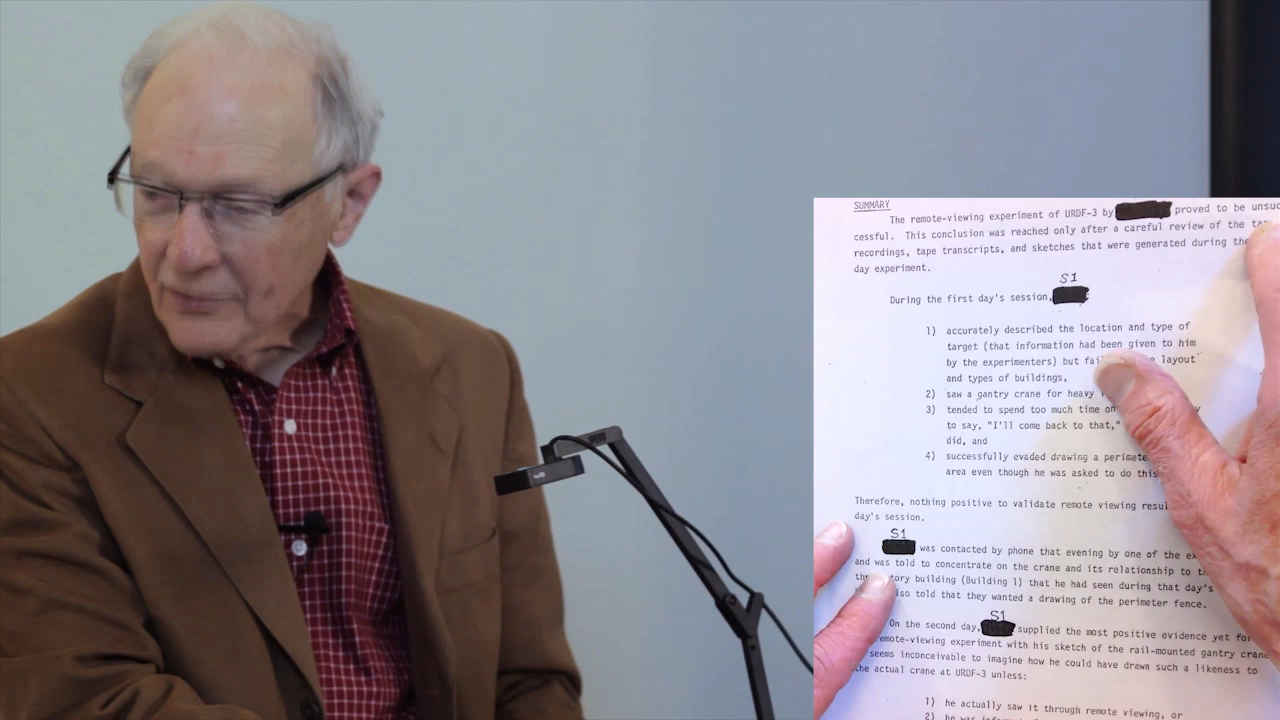 SUMMARY
The remote-viewing experiment of URDF-3 by proved to be unsuc
cessful. This conclusion was reached only after a careful review of the
recordings, tape transcripts, and sketches that were generated during the
day experiment.
S1
During the first day's session,
1) accurately described the location and type of
target (that information had been given to him
by the experimenters) but layout
and types of buildings,
2) saw a gantry crane for heavy
3) tended to spend too much time on
to say, "I'll come back to that,"
did, and
4) successfully evaded drawing a
area even though he was asked to do this
Therefore, nothing positive to validate remote viewing
day's session.
S1
was contacted by phone that evening by one of the
and was told to concentrate on the crane and its relationship to
building (Building 1) that he had seen during that day's
also told that they wanted a drawing of the perimeter fence.
S1
On the second day, supplied the most positive evidence yet for
remote-viewing experiment with his sketch of the rail-mounted gantry crane
seems inconceivable to imagine how he could have drawn such a likeness to
the actual crane at URDF-3 unless:
1) he actually saw it through remote viewing, or
2) he was